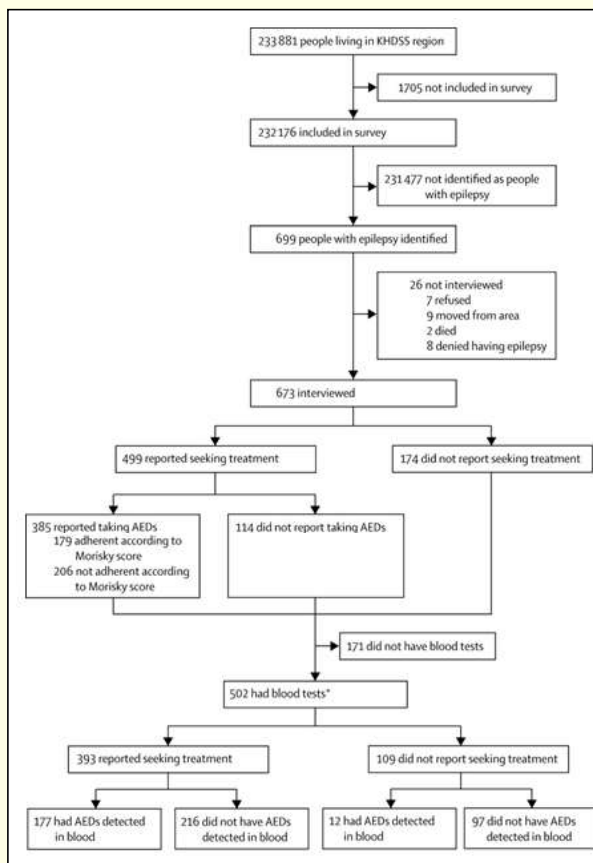 233 881 people living in KHDSS region
1705 not included in survey
232 176 included in survey
231 477 not identified as people
with epilepsy
699 people with epilepsy identified
26 not interviewed
7 refused
9 moved from area
2 died
8 denied having epilepsy
673 interviewed
499 reported seeking treatment
174 did not report seeking treatment
385 reported taking AEDs
179 adherent according to
Morisky score
206 not adherent according
to Morisky score
114 did not report taking AEDs
171 did not have blood tests
502 had blood tests*
393 reported seeking treatment
109 did not report seeking treatment
177 had AEDs detected
in blood
216 did not have AEDs
detected in blood
12 had AEDs detected
in blood
97 did not have AEDs
detected in blood